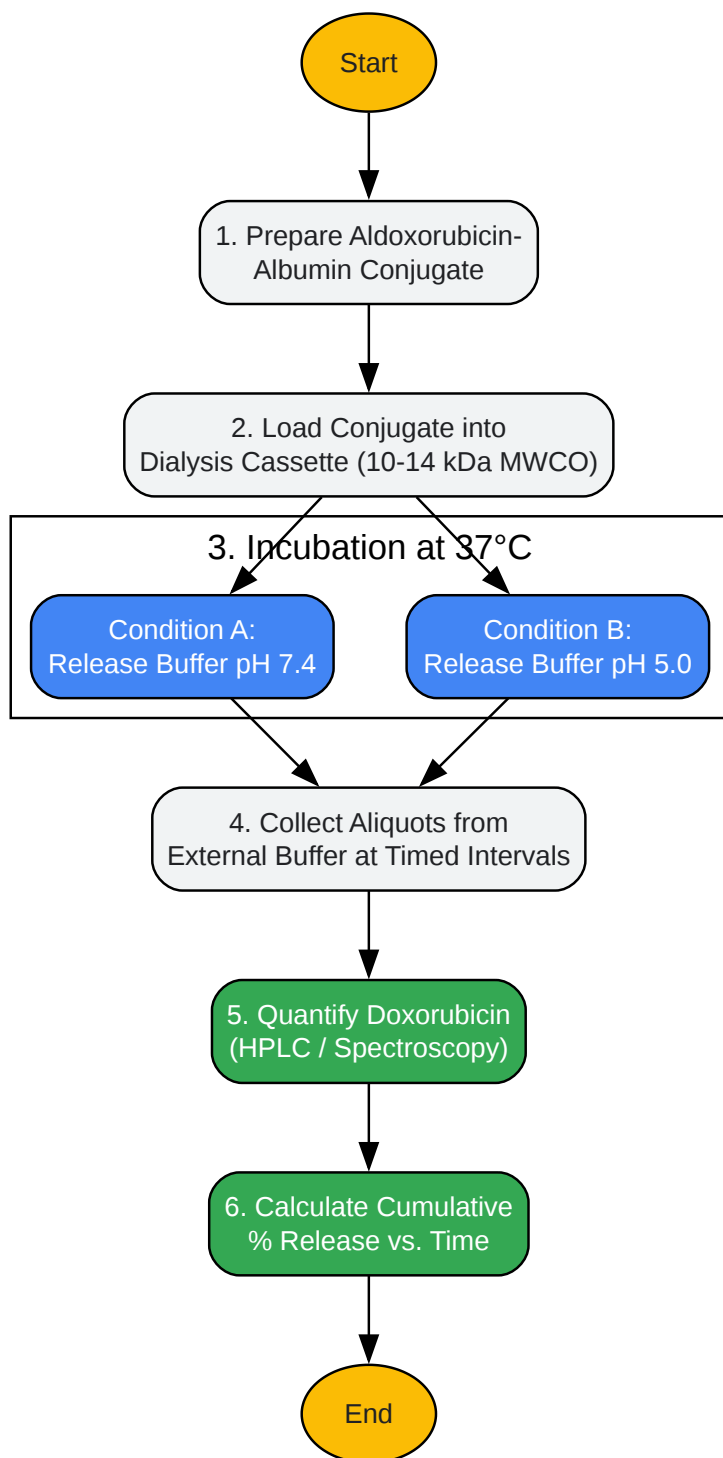 Start
1. Prepare Aldoxorubicin-
Albumin Conjugate
2. Load Conjugate into
Dialysis Cassette (10-14 kDa MWCO)
3. Incubation at 37°C
Condition A:
Release Buffer pH 7.4
Condition B:
Release Buffer pH 5.0
4. Collect Aliquots from
External Buffer at Timed Intervals
5. Quantify Doxorubicin
(HPLC / Spectroscopy)
6. Calculate Cumulative
% Release vs. Time
End